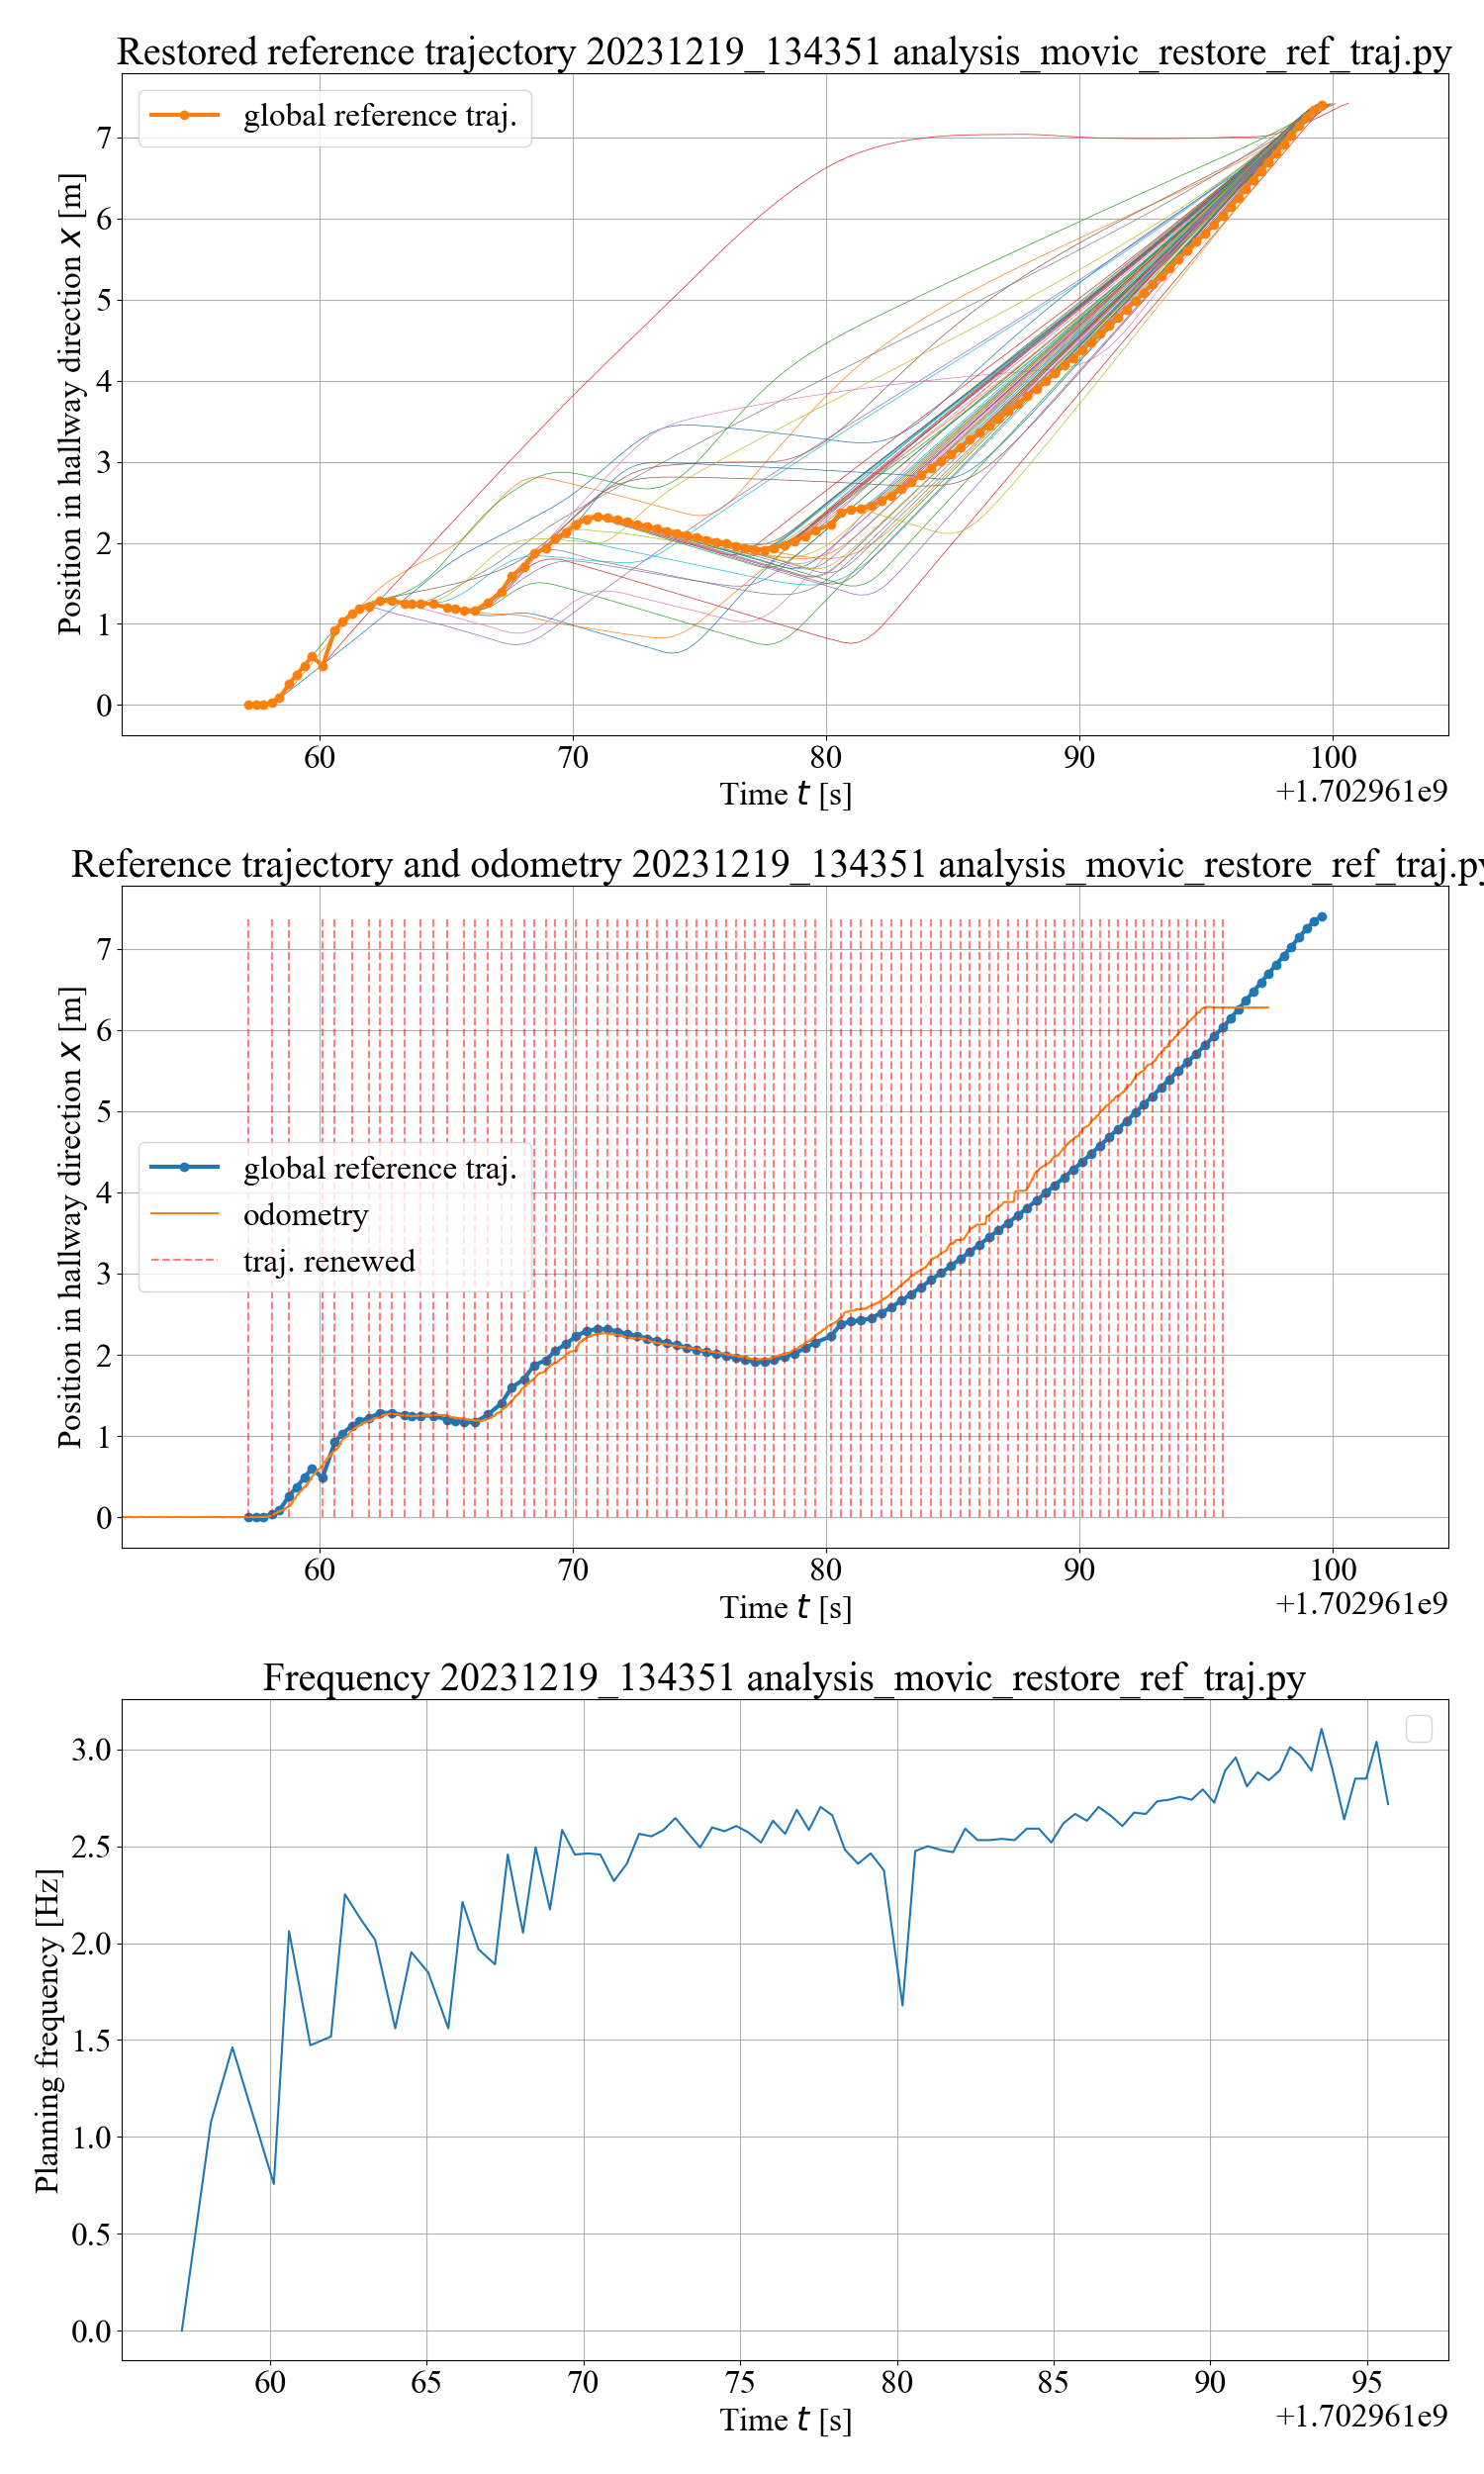 Restored reference trajectory 20231219_134351 analysis_movic_restore_ref_traj.py
global reference traj.
Position in hallway direction x [m]
7
6
5
4
3
2
1
0
60 70 80 90 100
Time t [s]
+1.702961e9
Reference trajectory and odometry 20231219_134351 analysis_movic_restore_ref_traj.py
Position in hallway direction x [m]
7
6
5
4
3
2
1
0
global reference traj.
odometry
traj. renewed
60 70 80 90 100
Time t [s]
+1.702961e9
Frequency 20231219_134351 analysis_movic_restore_ref_traj.py
Planning frequency [Hz]
3.0
2.5
2.0
1.5
1.0
0.5
0.0
60 65 70 75 80 85 90 95
Time t [s]
+1.702961e9